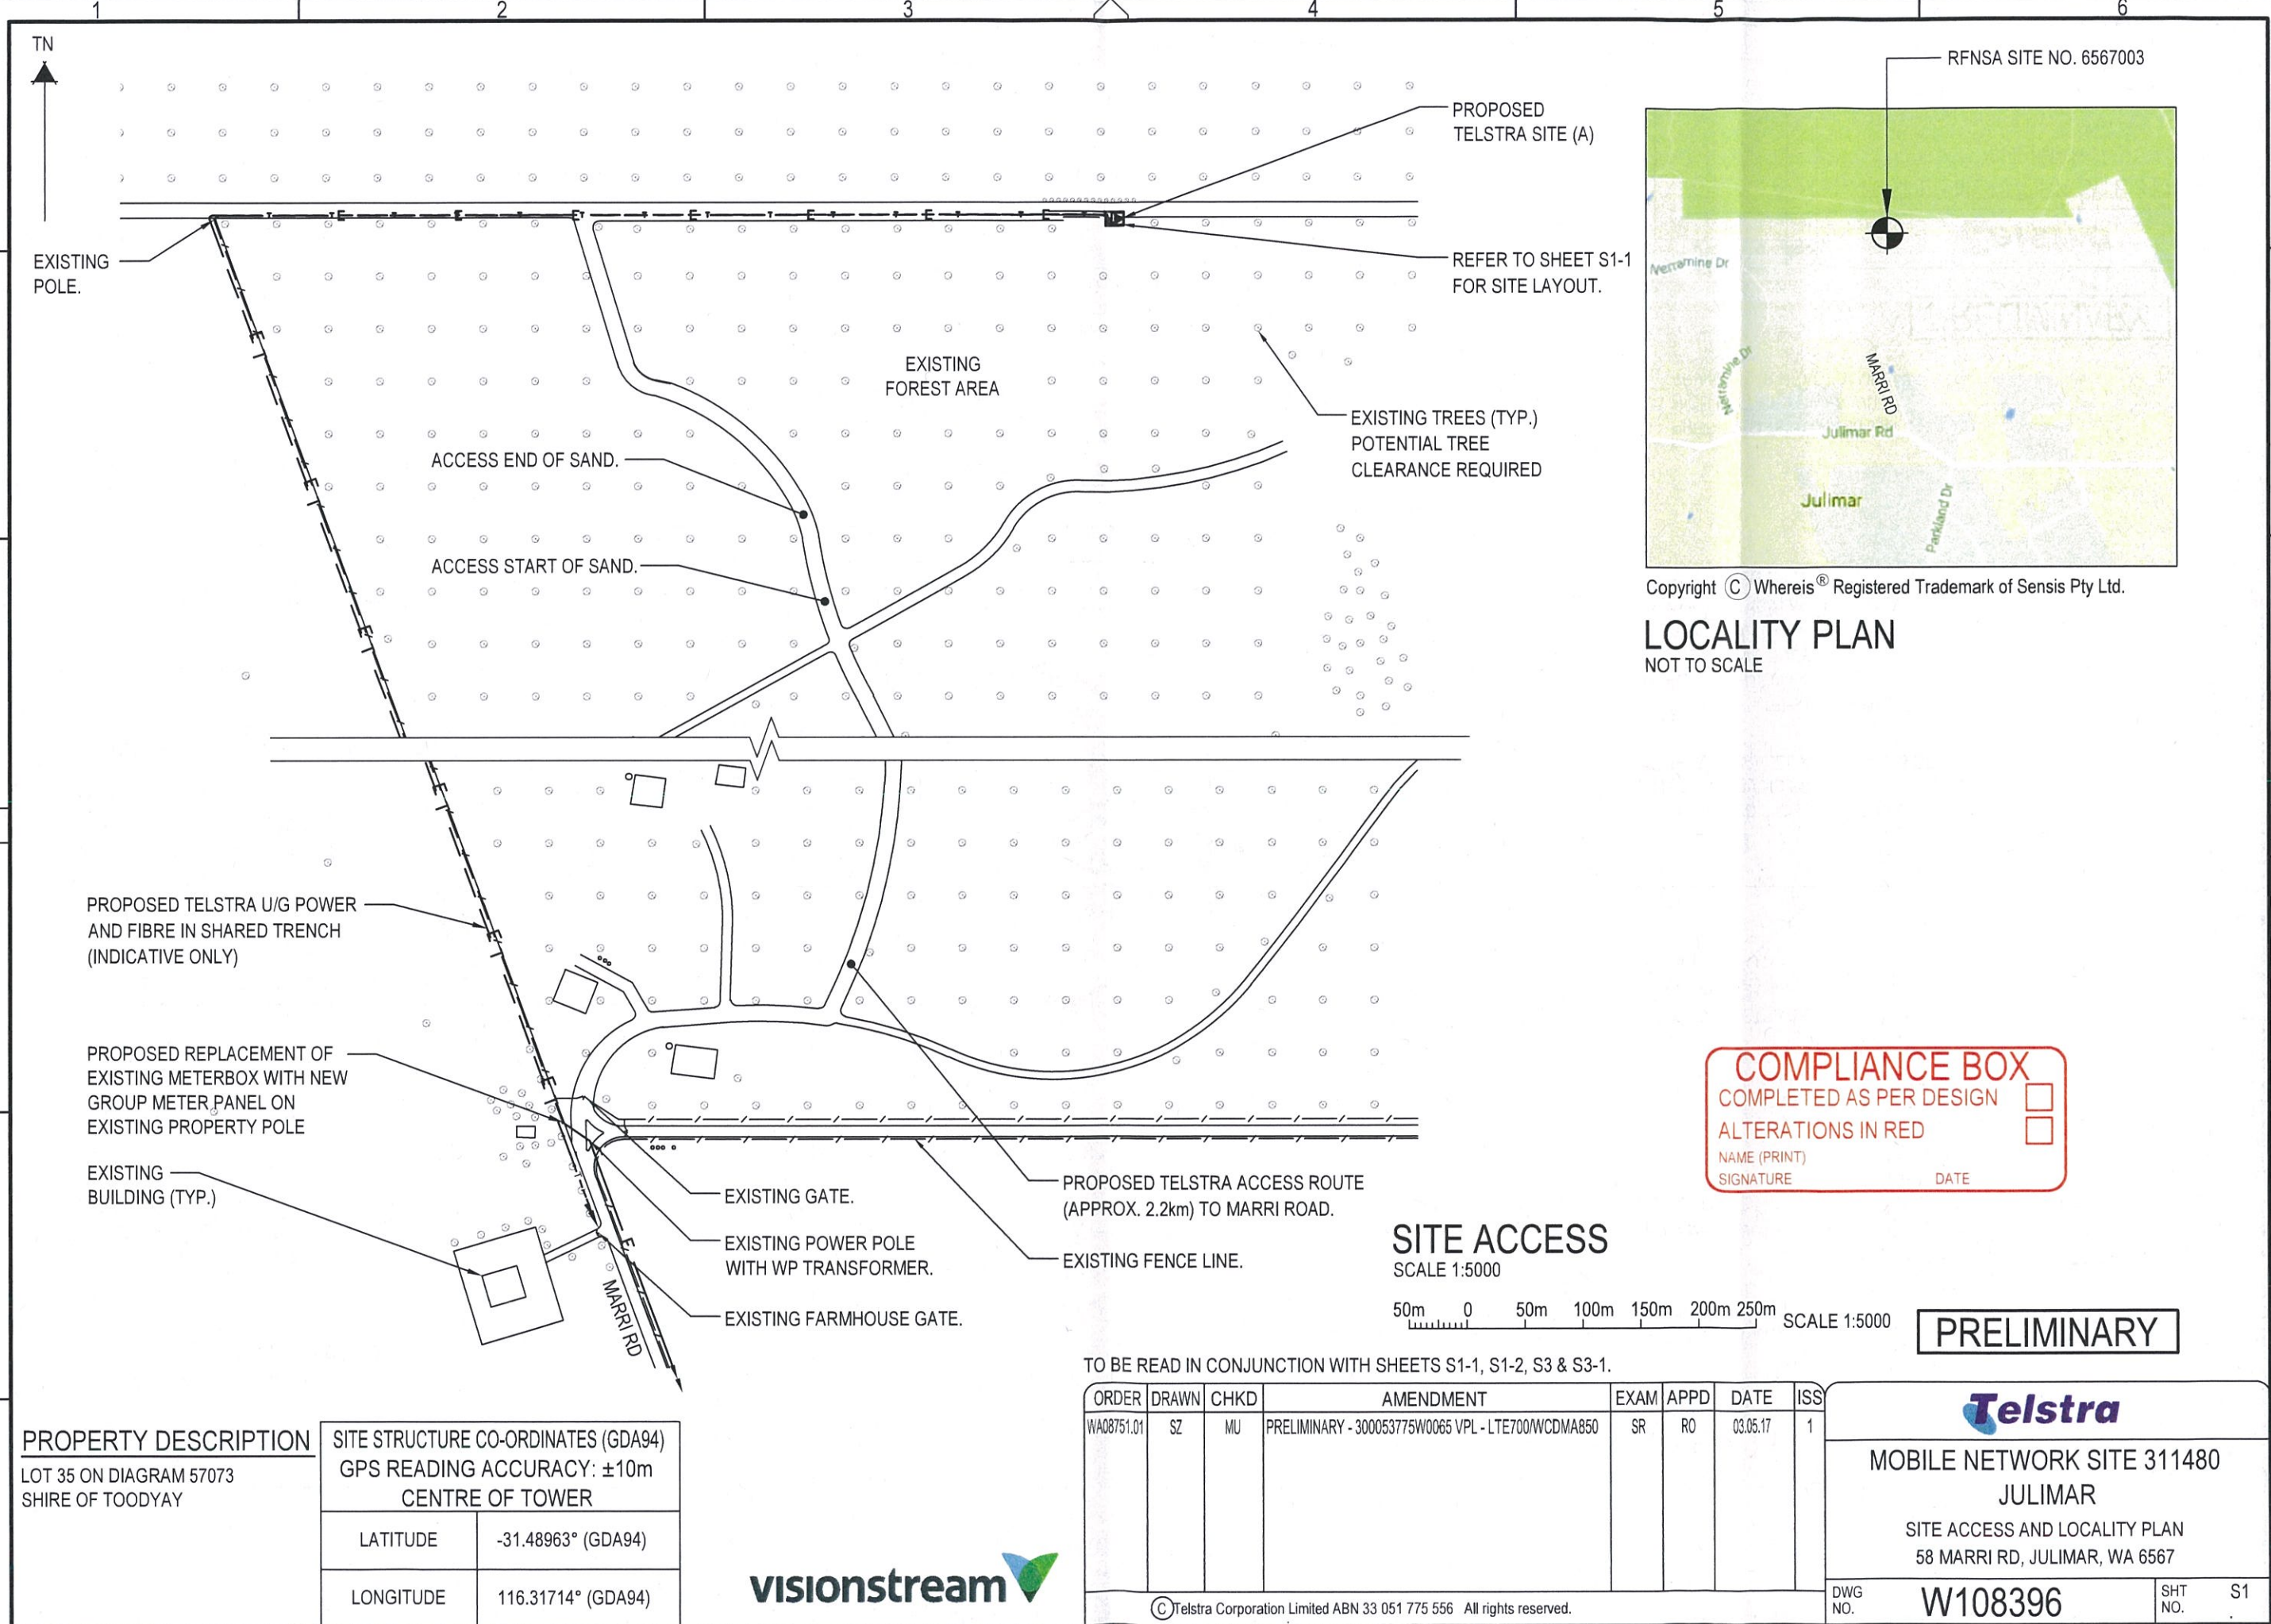 1 2 3 4 5 6
TN
PROPOSED
TELSTRA SITE (A)
EXISTING
POLE.
REFER TO SHEET S1-1
FOR SITE LAYOUT.
EXISTING
FOREST AREA
EXISTING TREES (TYP.)
POTENTIAL TREE
CLEARANCE REQUIRED
ACCESS END OF SAND.
ACCESS START OF SAND.
PROPOSED TELSTRA U/G POWER
AND FIBRE IN SHARED TRENCH
(INDICATIVE ONLY)
PROPOSED REPLACEMENT OF
EXISTING METERBOX WITH NEW
GROUP METER PANEL ON
EXISTING PROPERTY POLE
EXISTING
BUILDING (TYP.)
EXISTING GATE.
EXISTING POWER POLE
WITH WP TRANSFORMER.
EXISTING FARMHOUSE GATE.
MARRI RD
PROPOSED TELSTRA ACCESS ROUTE
(APPROX. 2.2km) TO MARRI ROAD.
EXISTING FENCE LINE.
RFNSA SITE NO. 6567003
Nerramine Dr
Nerramine Dr
MARRI RD
Julimar Rd
Julimar
Parkland Dr
Copyright Ⓒ Whereis® Registered Trademark of Sensis Pty Ltd.
LOCALITY PLAN
NOT TO SCALE
COMPLIANCE BOX
COMPLETED AS PER DESIGN
ALTERATIONS IN RED
NAME (PRINT)
SIGNATURE DATE
SITE ACCESS
SCALE 1:5000
50m 0 50m 100m 150m 200m 250m SCALE 1:5000
PRELIMINARY
TO BE READ IN CONJUNCTION WITH SHEETS S1-1, S1-2, S3 & S3-1.
ORDER DRAWN CHKD AMENDMENT EXAM APPD DATE ISS
WA08751.01 SZ MU PRELIMINARY - 300053775W0065 VPL - LTE700/WCDMA850 SR RO 03.05.17 1
Ⓒ Telstra Corporation Limited ABN 33 051 775 556 All rights reserved.
PROPERTY DESCRIPTION
LOT 35 ON DIAGRAM 57073
SHIRE OF TOODYAY
SITE STRUCTURE CO-ORDINATES (GDA94)
GPS READING ACCURACY: ±10m
CENTRE OF TOWER
LATITUDE -31.48963° (GDA94)
LONGITUDE 116.31714° (GDA94)
visionstream
Telstra
MOBILE NETWORK SITE 311480
JULIMAR
SITE ACCESS AND LOCALITY PLAN
58 MARRI RD, JULIMAR, WA 6567
DWG
NO.
W108396
SHT
NO.
S1